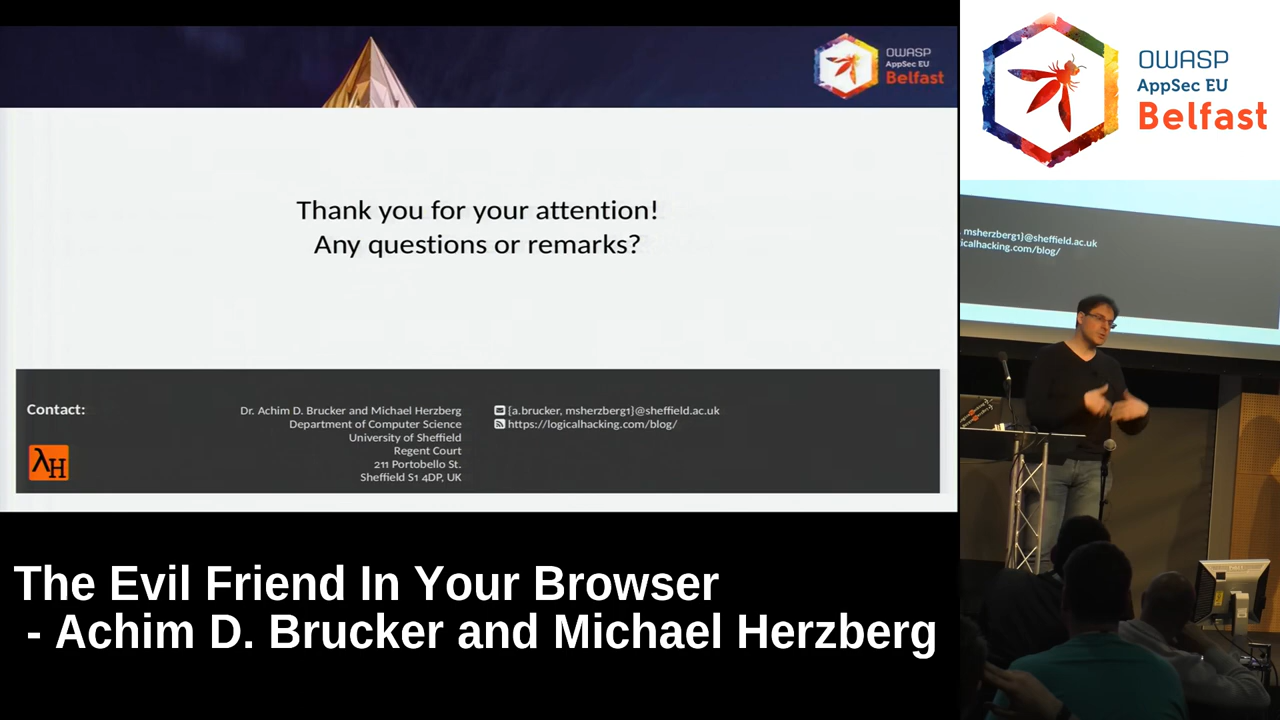 OWASP
AppSec EU
Belfast
Thank you for your attention!
Any questions or remarks?
Contact:
λH
Dr. Achim D. Brucker and Michael Herzberg
Department of Computer Science
University of Sheffield
Regent Court
211 Portobello St.
Sheffield S1 4DP, UK
[a.brucker, msherzberg1]@sheffield.ac.uk
https://logicalhacking.com/blog/
OWASP
AppSec EU
Belfast
msherzberg1]@sheffield.ac.uk
icalhacking.com/blog/
The Evil Friend In Your Browser
- Achim D. Brucker and Michael Herzberg